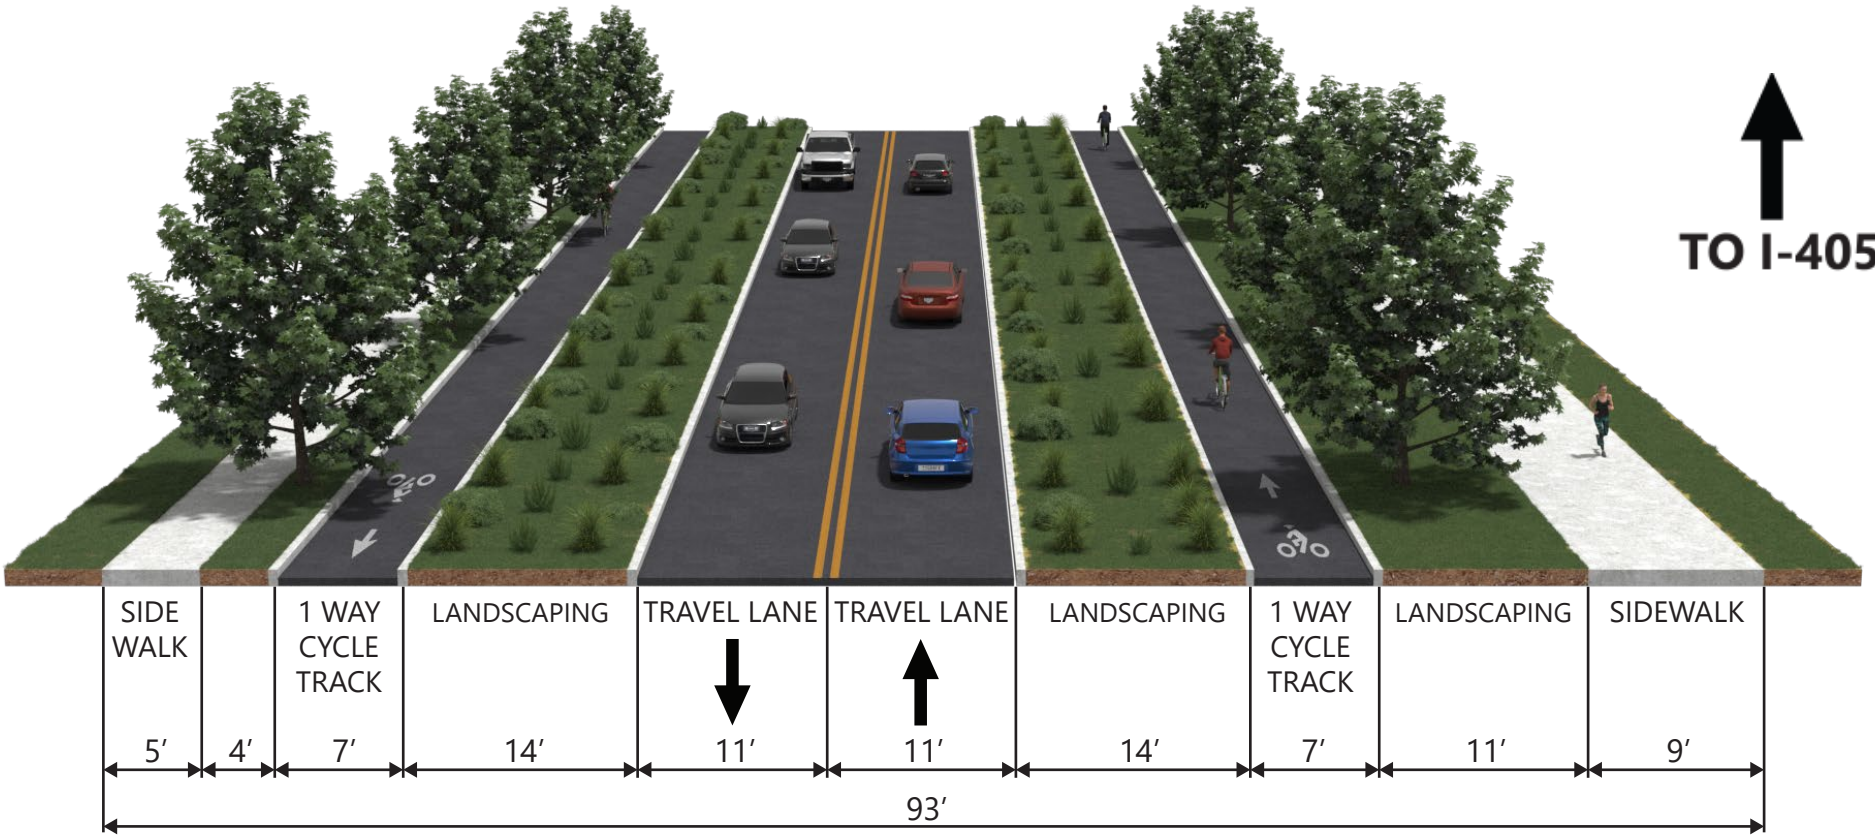 TO I-405
SIDE
WALK
1 WAY
CYCLE
TRACK
LANDSCAPING
TRAVEL LANE
TRAVEL LANE
LANDSCAPING
1 WAY
CYCLE
TRACK
LANDSCAPING
SIDEWALK
5’ 4’ 7’ 14’ 11’ 11’ 14’ 7’ 11’ 9’
93’